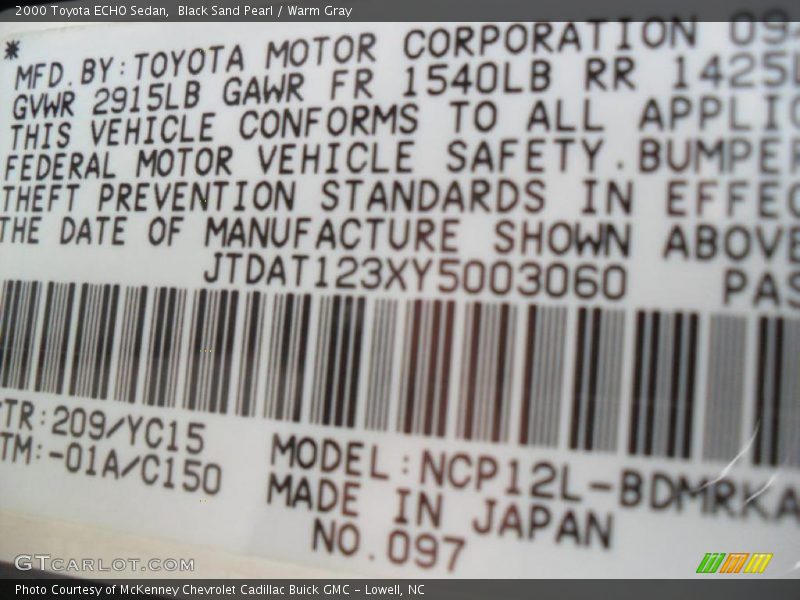 2000 Toyota ECHO Sedan,  Black Sand Pearl / Warm Gray
* MFD.BY:TOYOTA MOTOR CORPORATION 094
GVWR 2915LB GAWR FR 1540LB RR 1425L
THIS VEHICLE CONFORMS TO ALL APPLIC
FEDERAL MOTOR VEHICLE SAFETY.BUMPER
THEFT PREVENTION STANDARDS IN EFFEC
THE DATE OF MANUFACTURE SHOWN ABOVE
JTDAT123XY5003060 PAS
TR:209/YC15
TM:-01A/C150
MODEL:NCP12L-BDMRKA
MADE IN JAPAN
NO.097
GTCARLOT.COM
Photo Courtesy of McKenney Chevrolet Cadillac Buick GMC - Lowell, NC